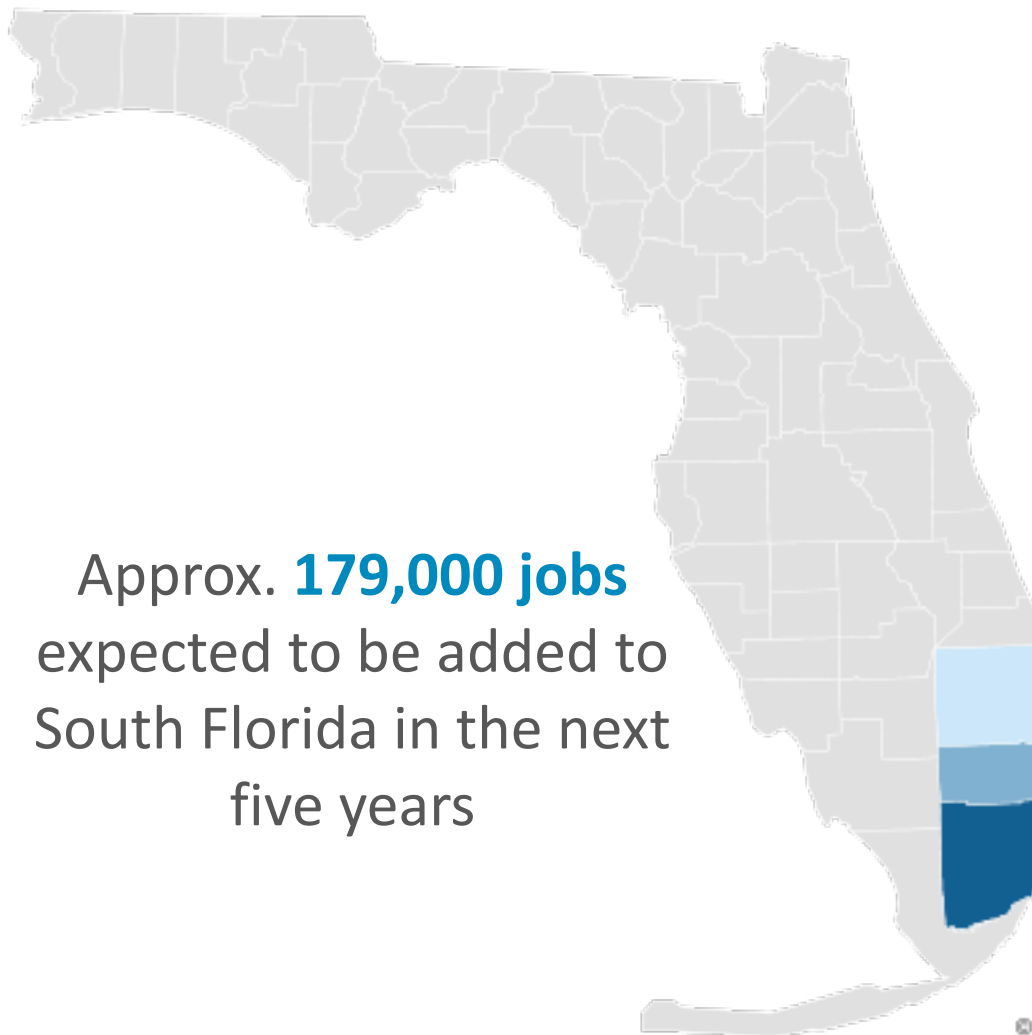 Approx. 179,000 jobs
expected to be added to
South Florida in the next
five years